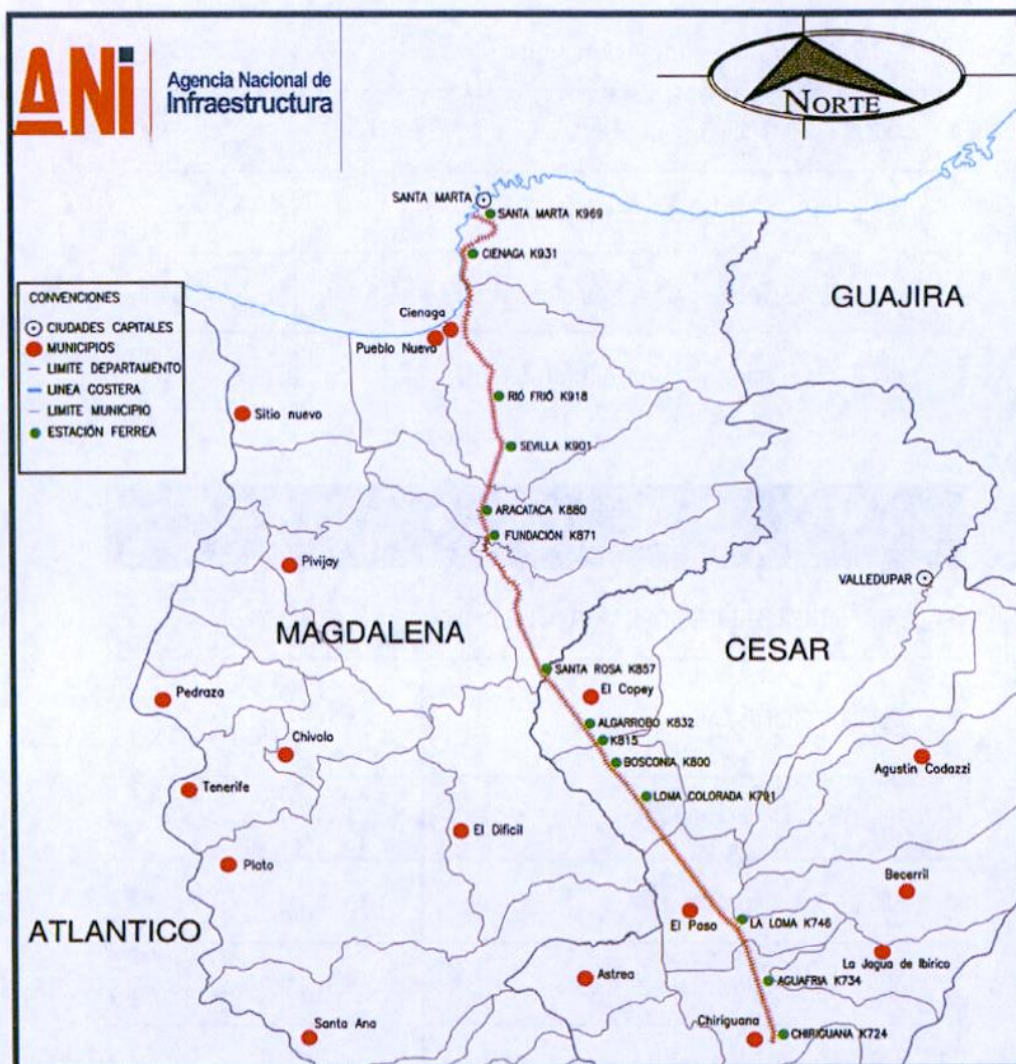 ANi
Agencia Nacional de
Infraestructura
NORTE
SANTA MARTA
SANTA MARTA K969
CIENAGA K931
GUAJIRA
CONVENCIONES
CIUDADES CAPITALES
MUNICIPIOS
LIMITE DEPARTAMENTO
LINEA COSTERA
LIMITE MUNICIPIO
ESTACIÓN FERREA
Cienaga
Pueblo Nuevo
RIÓ FRIÓ K918
Sitio nuevo
SEVILLA K901
ARACATACA K880
FUNDACIÓN K871
Pivijay
VALLEDUPAR
MAGDALENA
CESAR
SANTA ROSA K857
El Copey
Pedraza
ALGARROBO K832
K815
Chivolo
BOSCONIA K800
Agustin Codazzi
Tenerife
LOMA COLORADA K791
El Dificil
Plato
Becerril
El Paso
LA LOMA K746
ATLANTICO
La Jagua de Ibirico
Astrea
AGUAFRIA K734
Santa Ana
Chiriguana
CHIRIGUANA K724